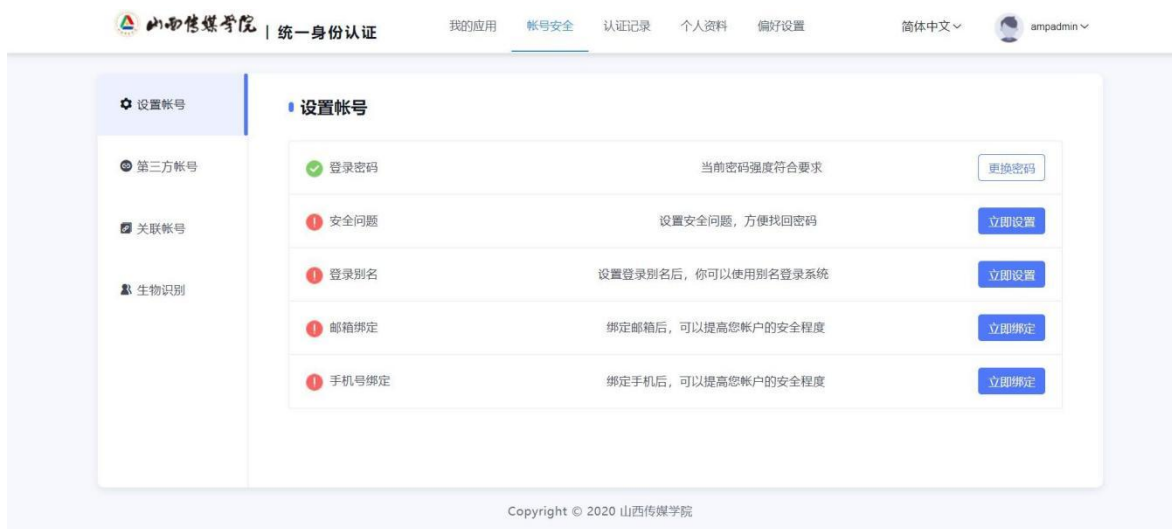 山西传媒学院 | 统一身份认证 我的应用 帐号安全 认证记录 个人资料 偏好设置 简体中文 ampadmin
设置帐号
第三方帐号
关联帐号
生物识别
设置帐号
登录密码 当前密码强度符合要求 更换密码
安全问题 设置安全问题，方便找回密码 立即设置
登录别名 设置登录别名后，你可以使用别名登录系统 立即设置
邮箱绑定 绑定邮箱后，可以提高您帐户的安全程度 立即绑定
手机号绑定 绑定手机后，可以提高您帐户的安全程度 立即绑定
Copyright © 2020 山西传媒学院